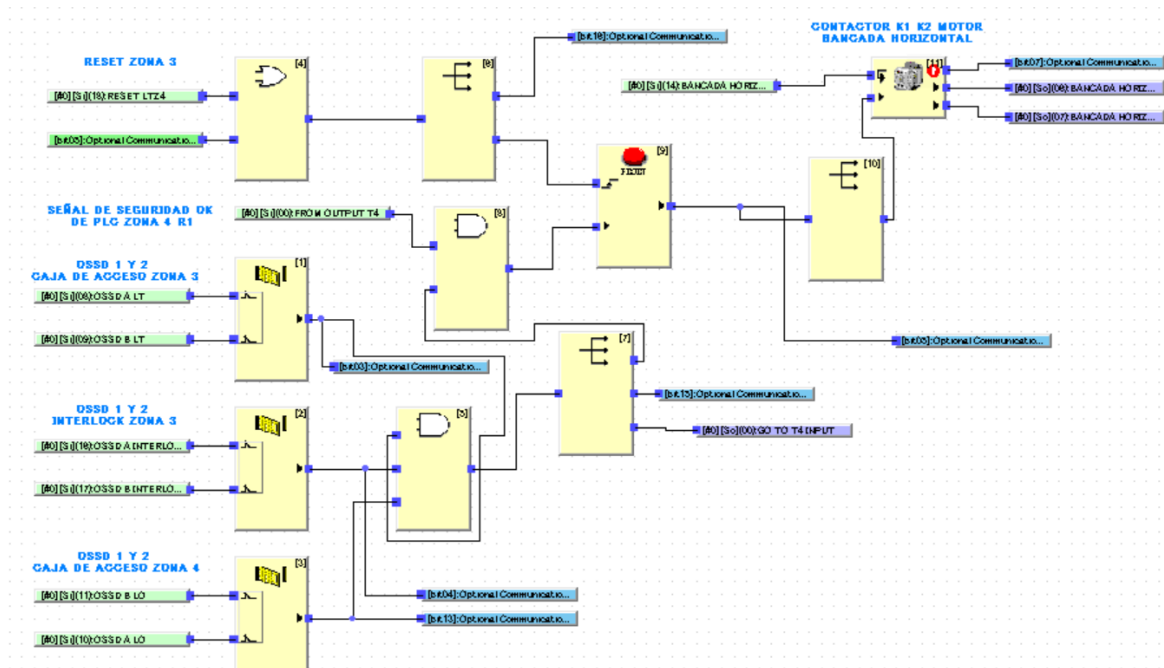 CONTACTOR K1 K2 MOTOR
BANCADA HORIZONTAL
[bit18]:Optional Communicatio...
RESET ZONA 3
[4]
[6]
[11]
[bit07]:Optional Communicatio...
[#0][Si](14):BANCADA HORIZ...
[#0][So](06):BANCADA HORIZ...
[#0][Si](18):RESET LTZ4
[#0][So](07):BANCADA HORIZ...
[bit05]:Optional Communicatio...
[9]
RESET
[10]
SEÑAL DE SEGURIDAD OK
DE PLC ZONA 4 R1
[#0][Si](00):FROM OUTPUT T4
[8]
OSSD 1 Y 2
CAJA DE ACCESO ZONA 3
[1]
[#0][Si](08):OSSD A LT
[#0][Si](09):OSSD B LT
[7]
[bit05]:Optional Communicatio...
[bit03]:Optional Communicatio...
[bit15]:Optional Communicatio...
OSSD 1 Y 2
INTERLOCK ZONA 3
[2]
[5]
[#0][So](00):GO TO T4 INPUT
[#0][Si](16):OSSD A INTERLO...
[#0][Si](17):OSSD B INTERLO...
OSSD 1 Y 2
CAJA DE ACCESO ZONA 4
[3]
[#0][Si](11):OSSD B LO
[bit04]:Optional Communicatio...
[bit13]:Optional Communicatio...
[#0][Si](10):OSSD A LO